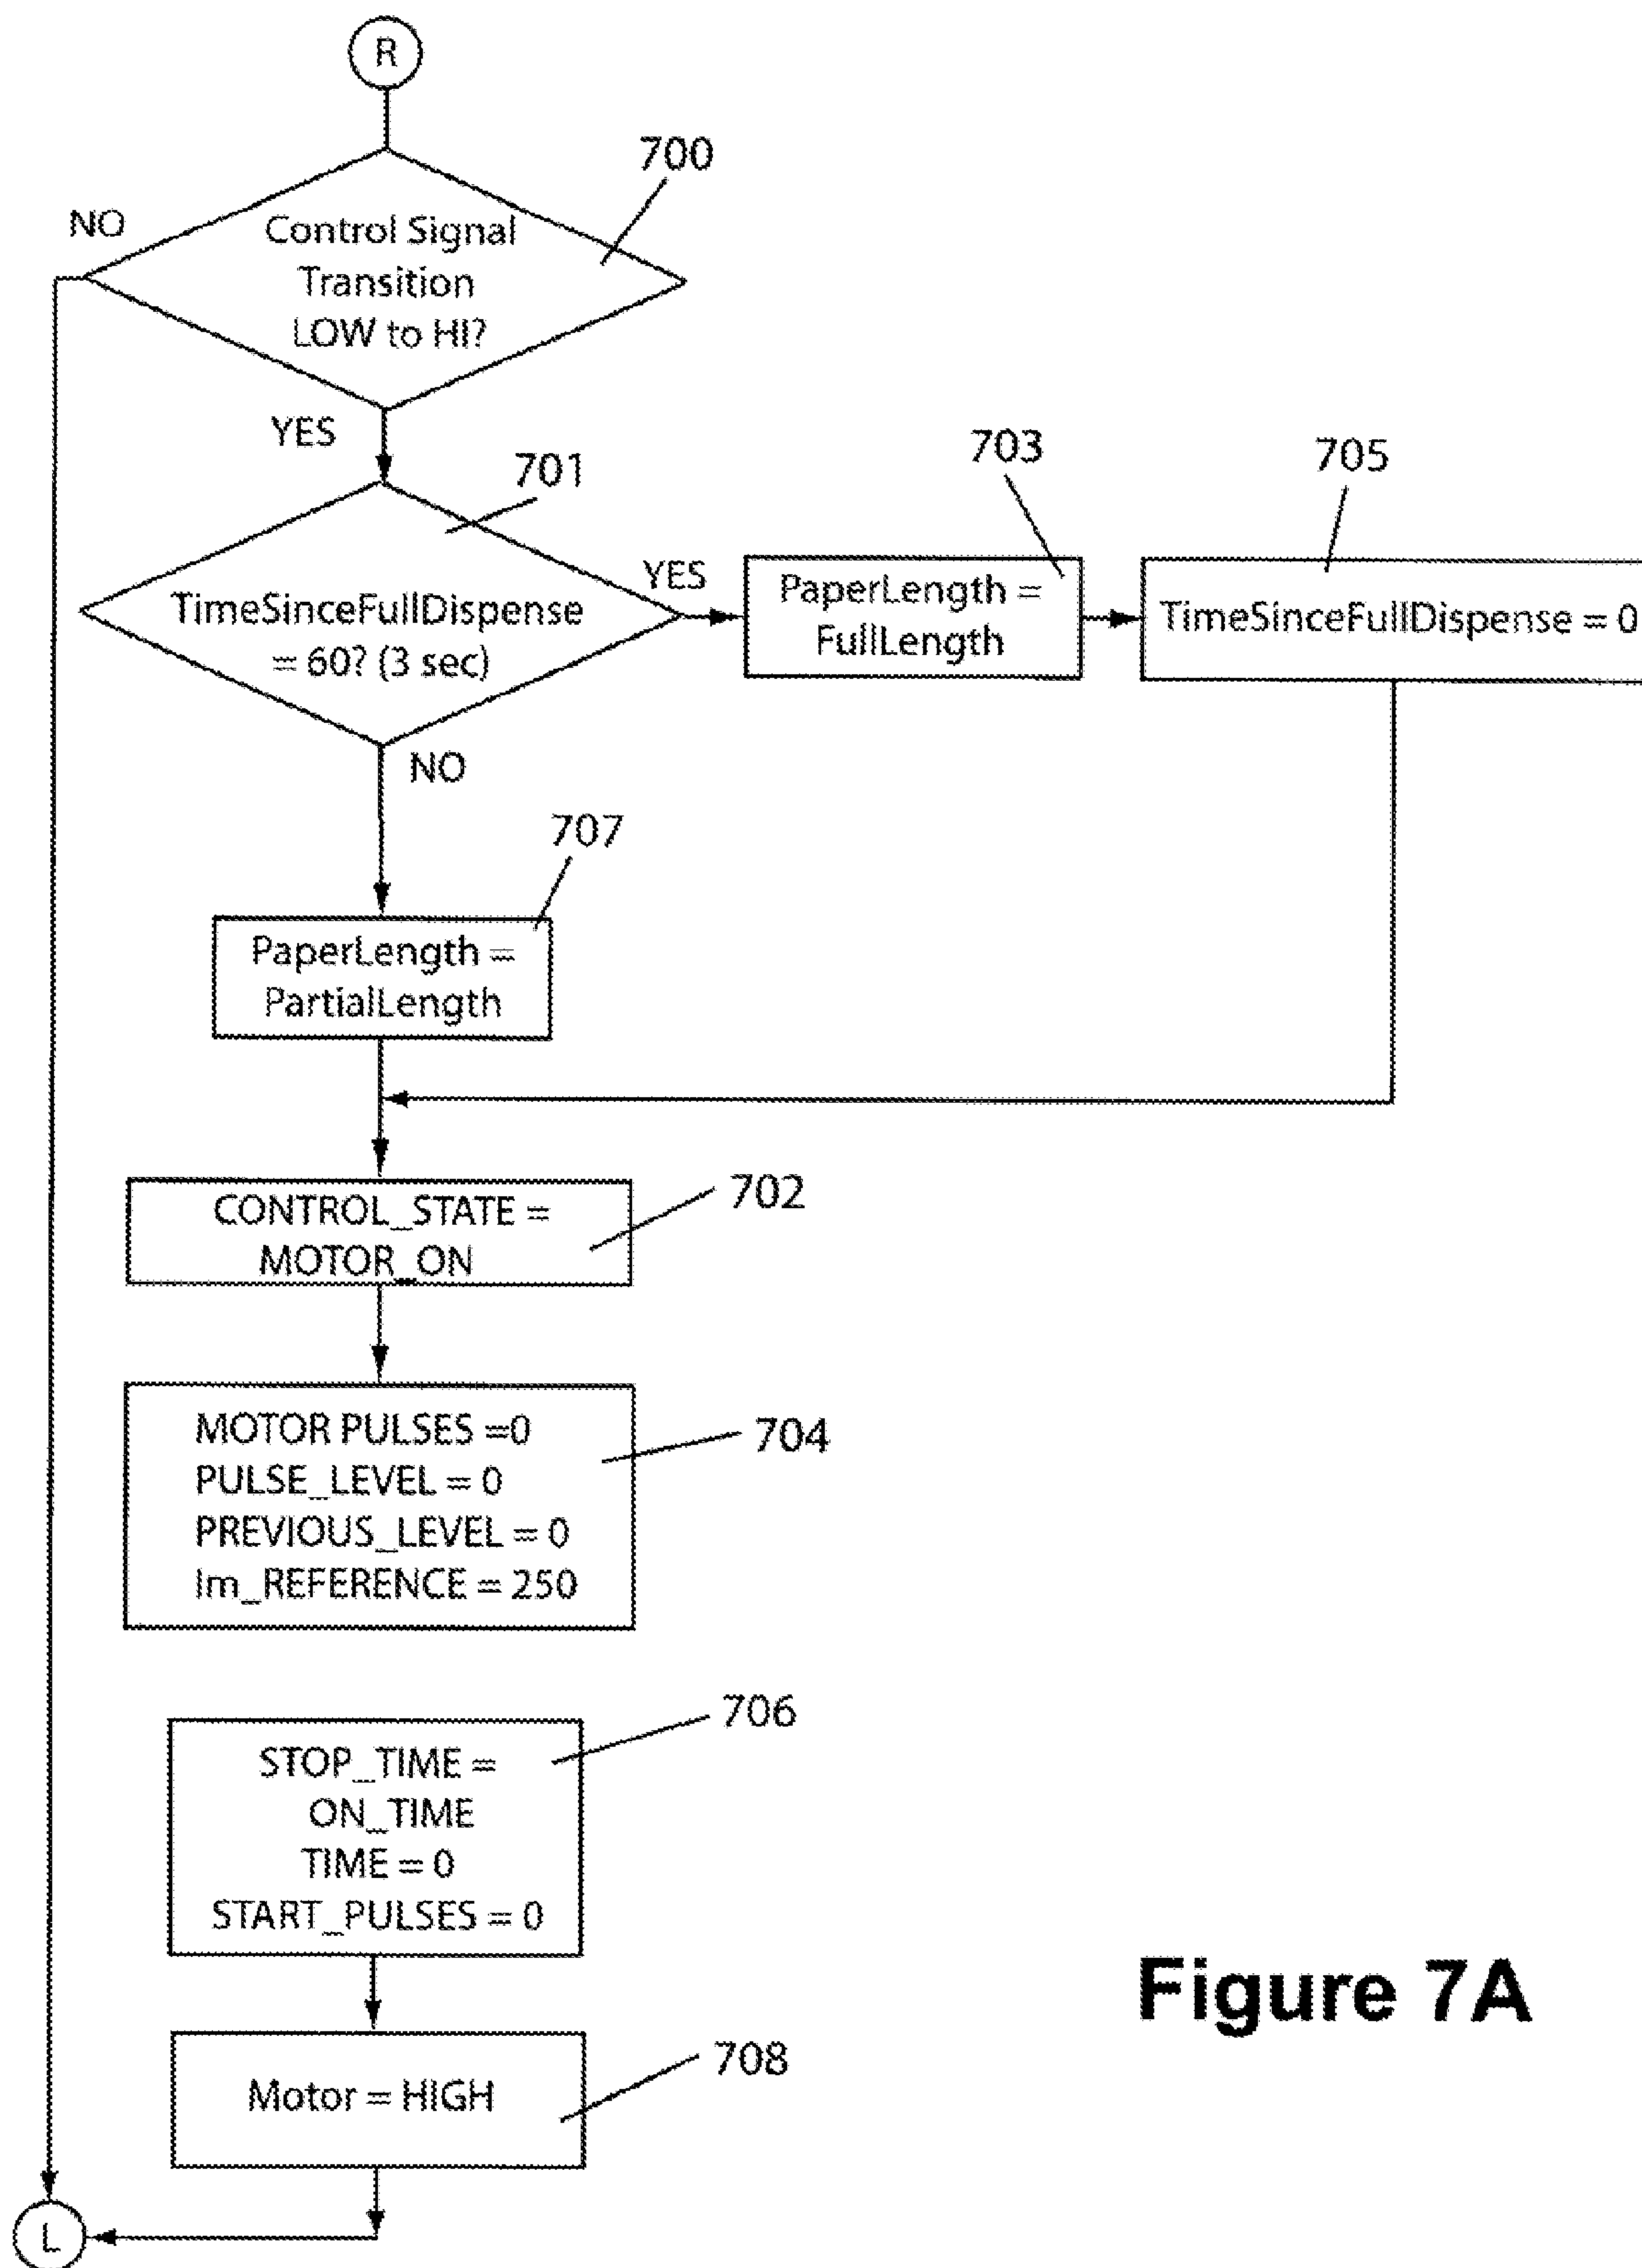 R
700
NO
Control Signal
Transition
LOW to HI?
YES
701
703
705
TimeSinceFullDispense
= 60? (3 sec)
YES
PaperLength =
FullLength
TimeSinceFullDispense = 0
NO
707
PaperLength =
PartialLength
702
CONTROL_STATE =
MOTOR_ON
704
MOTOR PULSES =0
PULSE_LEVEL = 0
PREVIOUS_LEVEL = 0
Im_REFERENCE = 250
706
STOP_TIME =
ON_TIME
TIME = 0
START_PULSES = 0
708
Motor = HIGH
L
Figure 7A